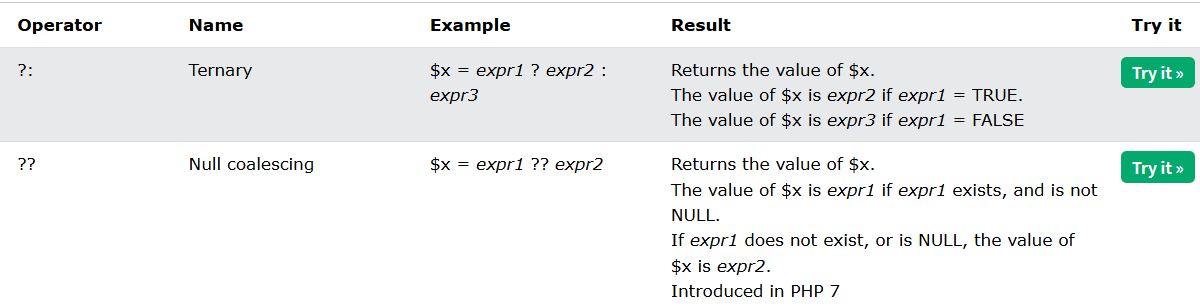 Operator Name Example Result Try it
?: Ternary $x = expr1 ? expr2 : Returns the value of $x. Try it »
expr3 The value of $x is expr2 if expr1 = TRUE.
The value of $x is expr3 if expr1 = FALSE
?? Null coalescing $x = expr1 ?? expr2 Returns the value of $x. Try it »
The value of $x is expr1 if expr1 exists, and is not
NULL.
If expr1 does not exist, or is NULL, the value of
$x is expr2.
Introduced in PHP 7